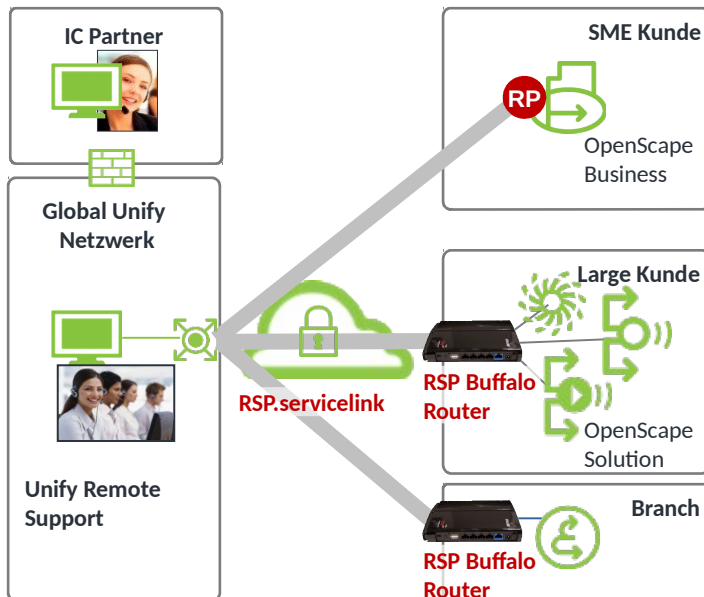 IC Partner
Global Unify
Netzwerk
Unify Remote
Support
RSP.servicelink
SME Kunde
RP
OpenScape
Business
Large Kunde
RSP Buffalo
Router
OpenScape
Solution
Branch
RSP Buffalo
Router